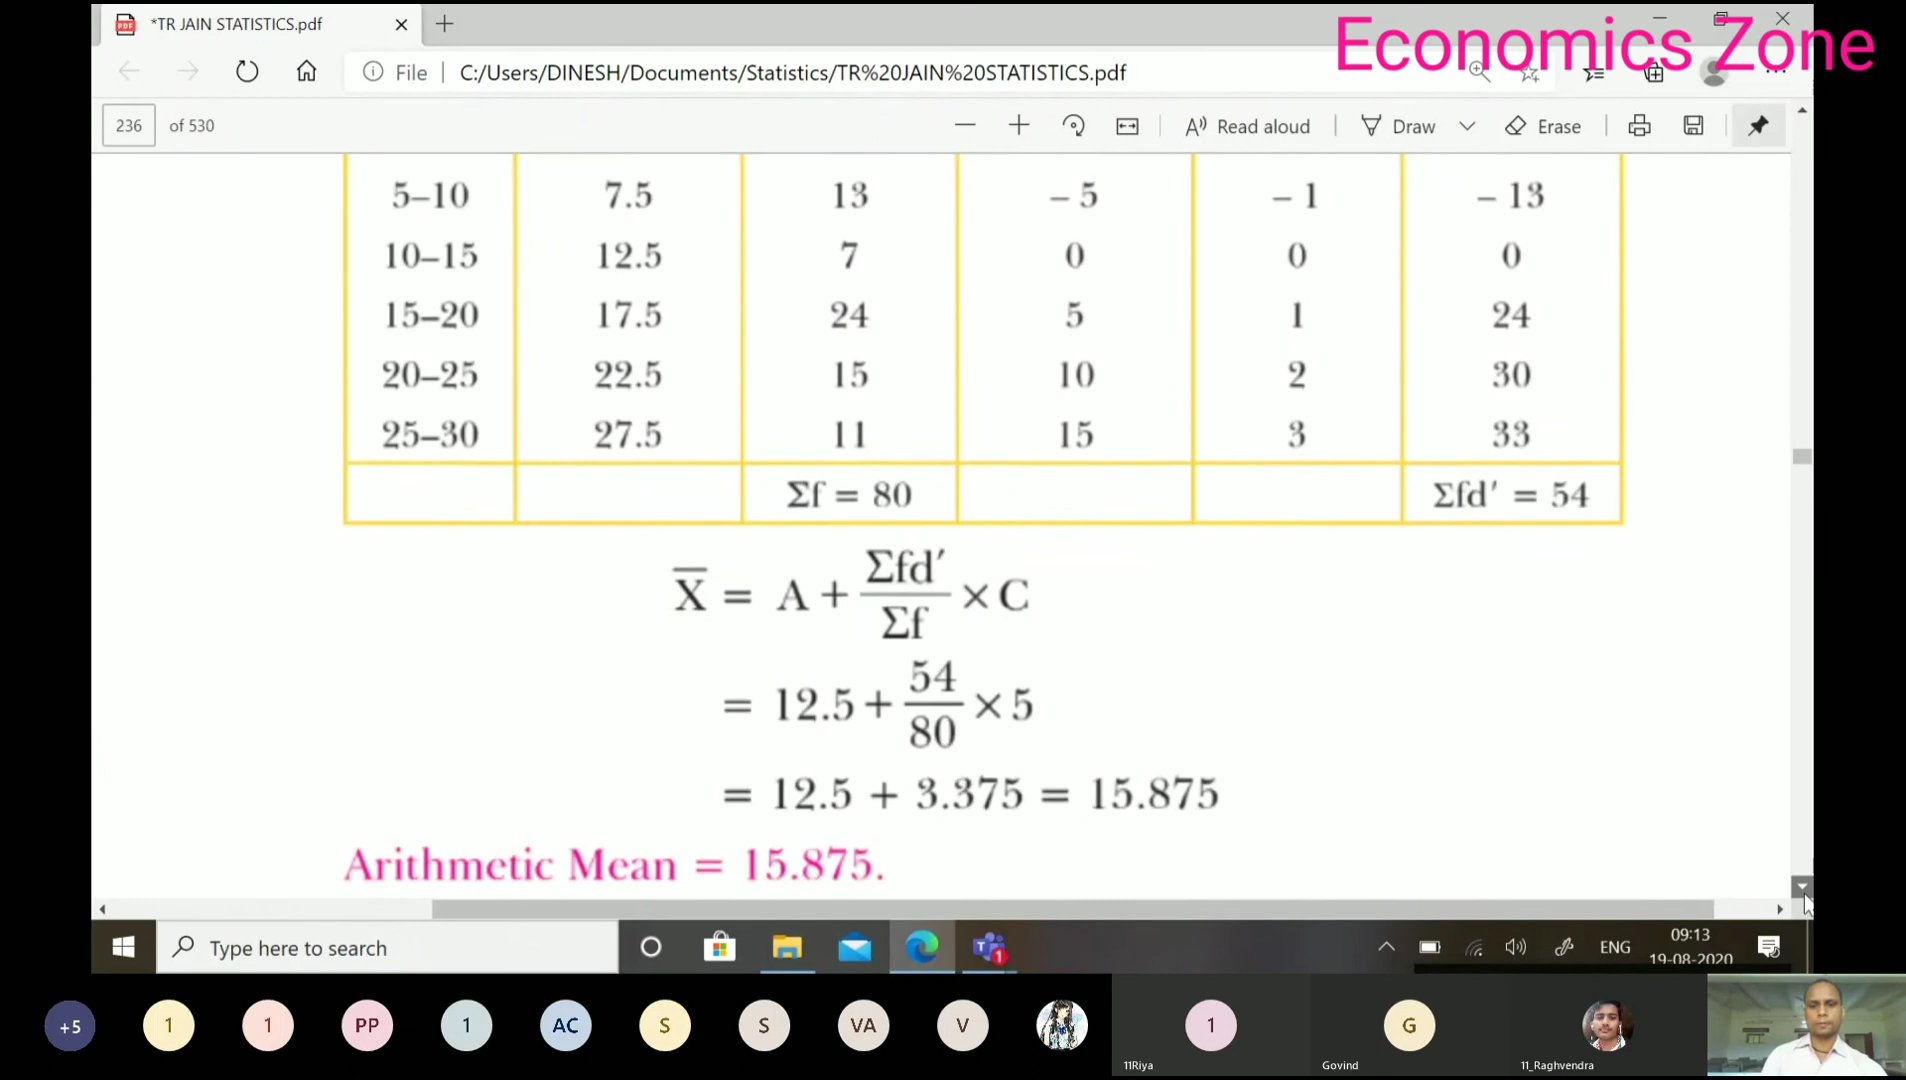 *TR JAIN STATISTICS.pdf
Economics Zone
File
C:/Users/DINESH/Documents/Statistics/TR%20JAIN%20STATISTICS.pdf
236 of 530
Read aloud
Draw
Erase
5–10 7.5 13 – 5 – 1 – 13
10–15 12.5 7 0 0 0
15–20 17.5 24 5 1 24
20–25 22.5 15 10 2 30
25–30 27.5 11 15 3 33
Σf = 80 Σfd′ = 54
X̅ = A + Σfd′/Σf × C
= 12.5 + 54/80 × 5
= 12.5 + 3.375 = 15.875
Arithmetic Mean = 15.875.
Type here to search
1
ENG
09:13
19-08-2020
+5
1
1
PP
1
AC
S
S
VA
V
1
11Riya
G
Govind
11_Raghvendra